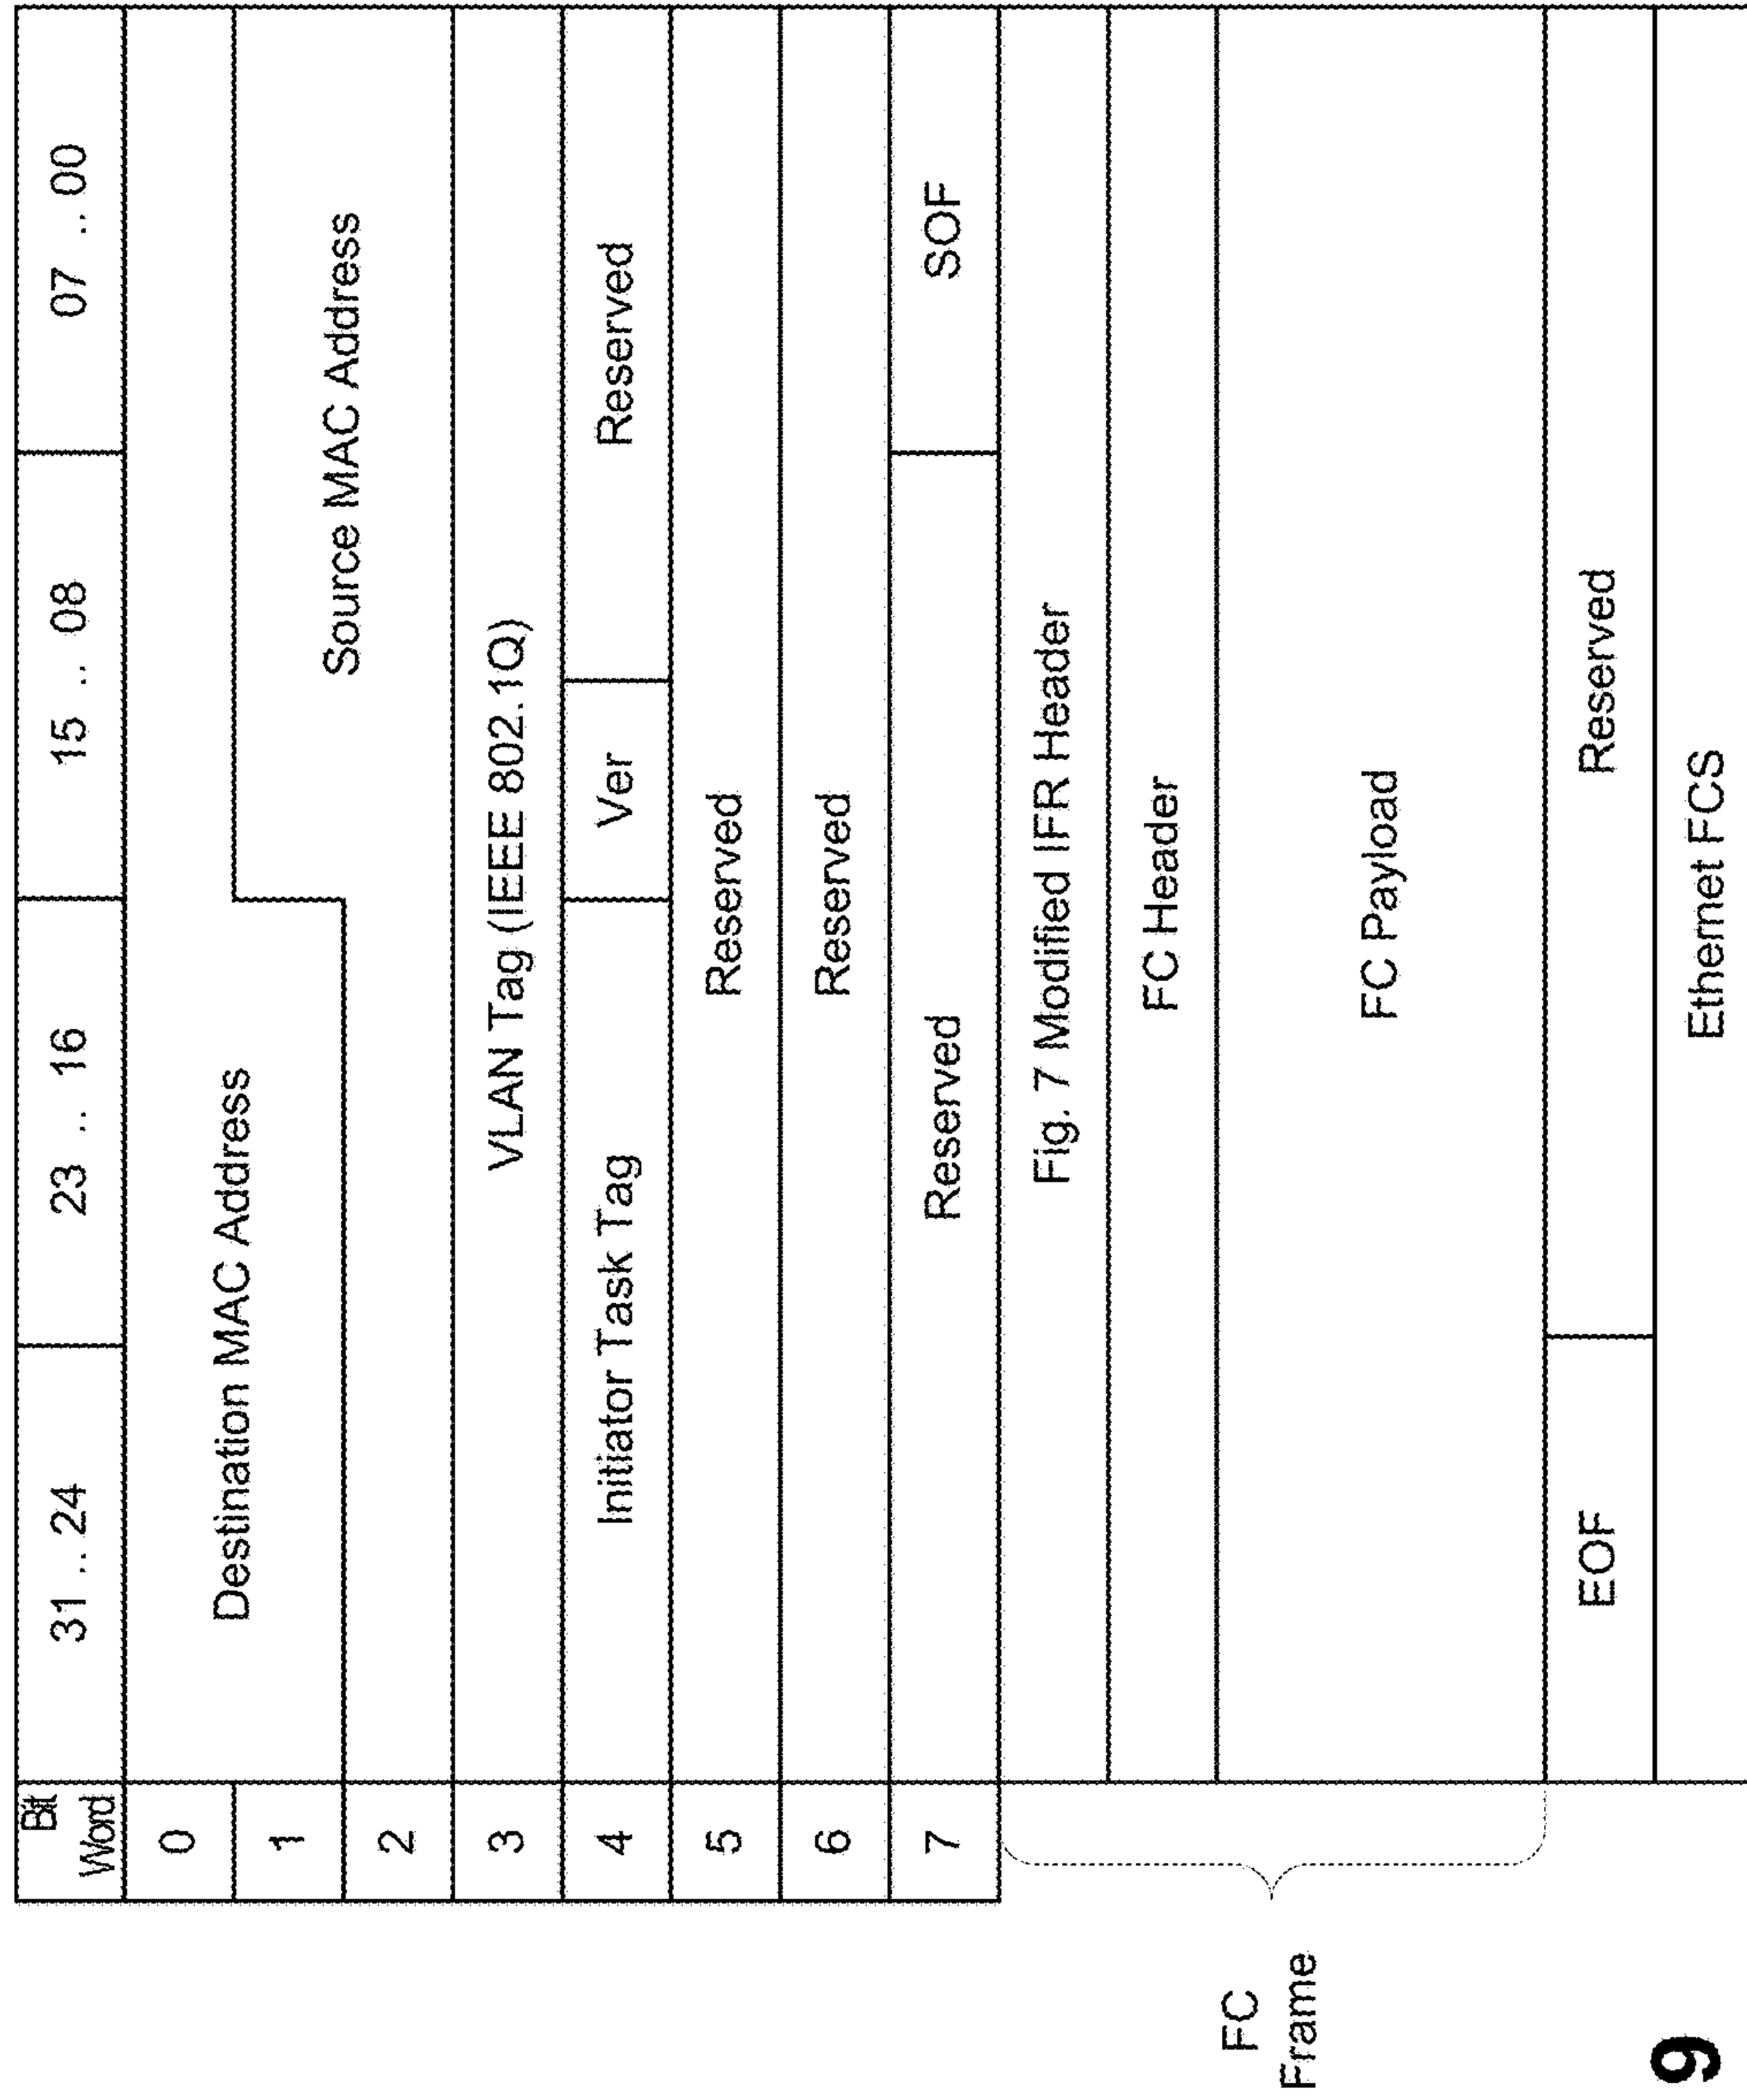 Bit
Word
31 .. 24
23 .. 16
15 .. 08
07 .. 00
0
Destination MAC Address
1
Source MAC Address
2
3
VLAN Tag (IEEE 802.1Q)
4
Initiator Task Tag
Ver
Reserved
5
Reserved
6
Reserved
7
Reserved
SOF
Fig. 7 Modified IFR Header
FC Header
FC
Frame
FC Payload
EOF
Reserved
Ethernet FCS
9